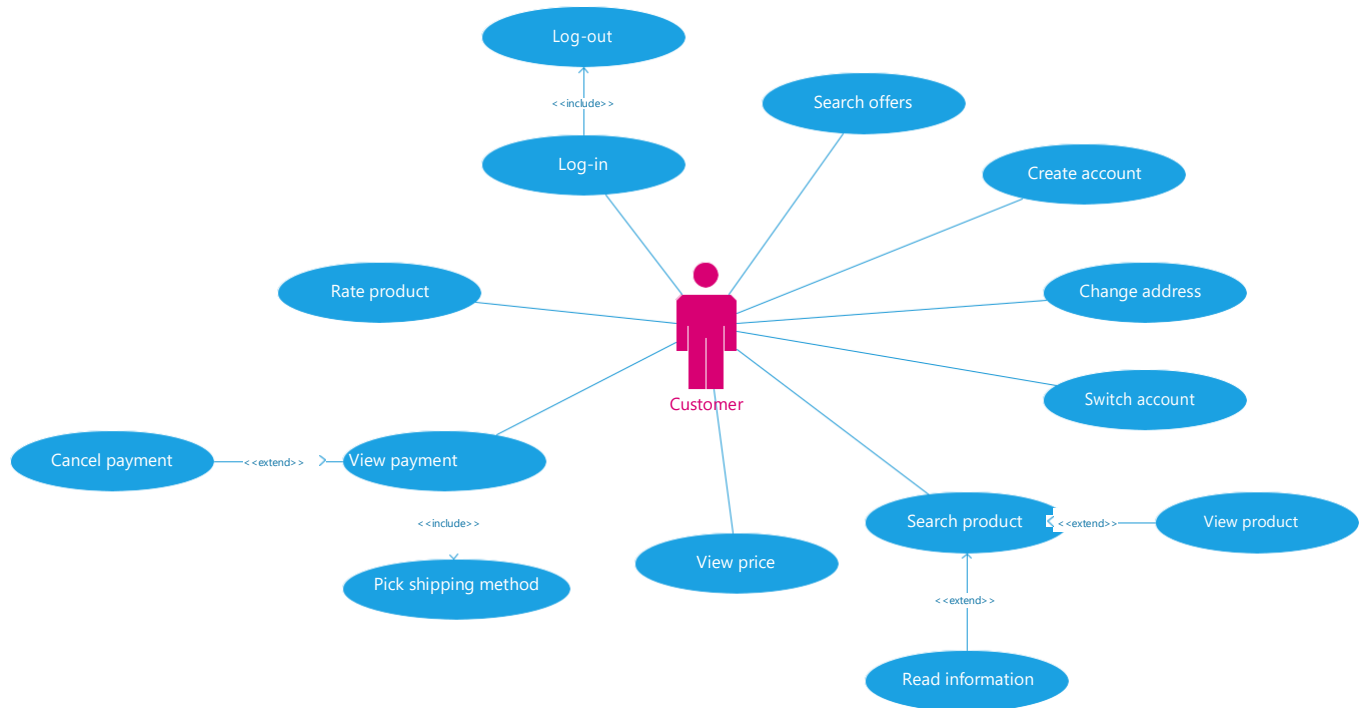 Log-out
<<include>>
Search offers
Log-in
Create account
Rate product
Change address
Customer
Switch account
Cancel payment
<<extend>>
View payment
<<include>>
Search product
<<extend>>
View product
View price
Pick shipping method
<<extend>>
Read information